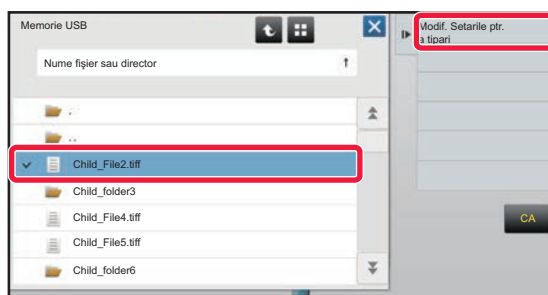 Memorie USB
Modif. Setarile ptr.
a tipari
Nume fişier sau director
.
..
Child_File2.tiff
Child_folder3
Child_File4.tiff
Child_File5.tiff
Child_folder6
CA